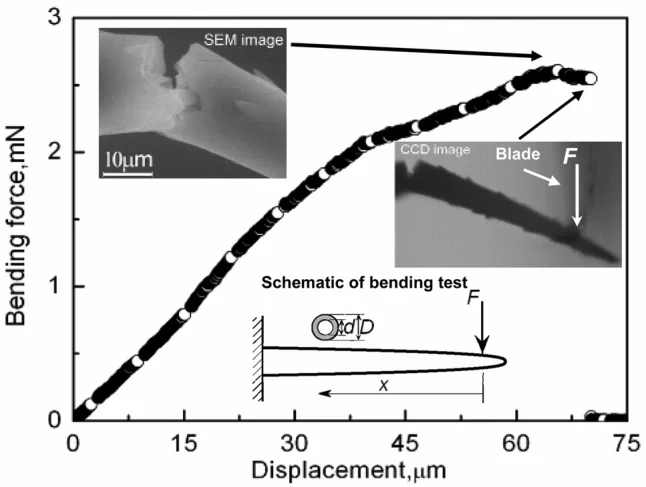 3
2
1
0
Bending force,mN
SEM image
10μm
CCD image
Blade
F
Schematic of bending test
F
d D
x
0 15 30 45 60 75
Displacement,μm